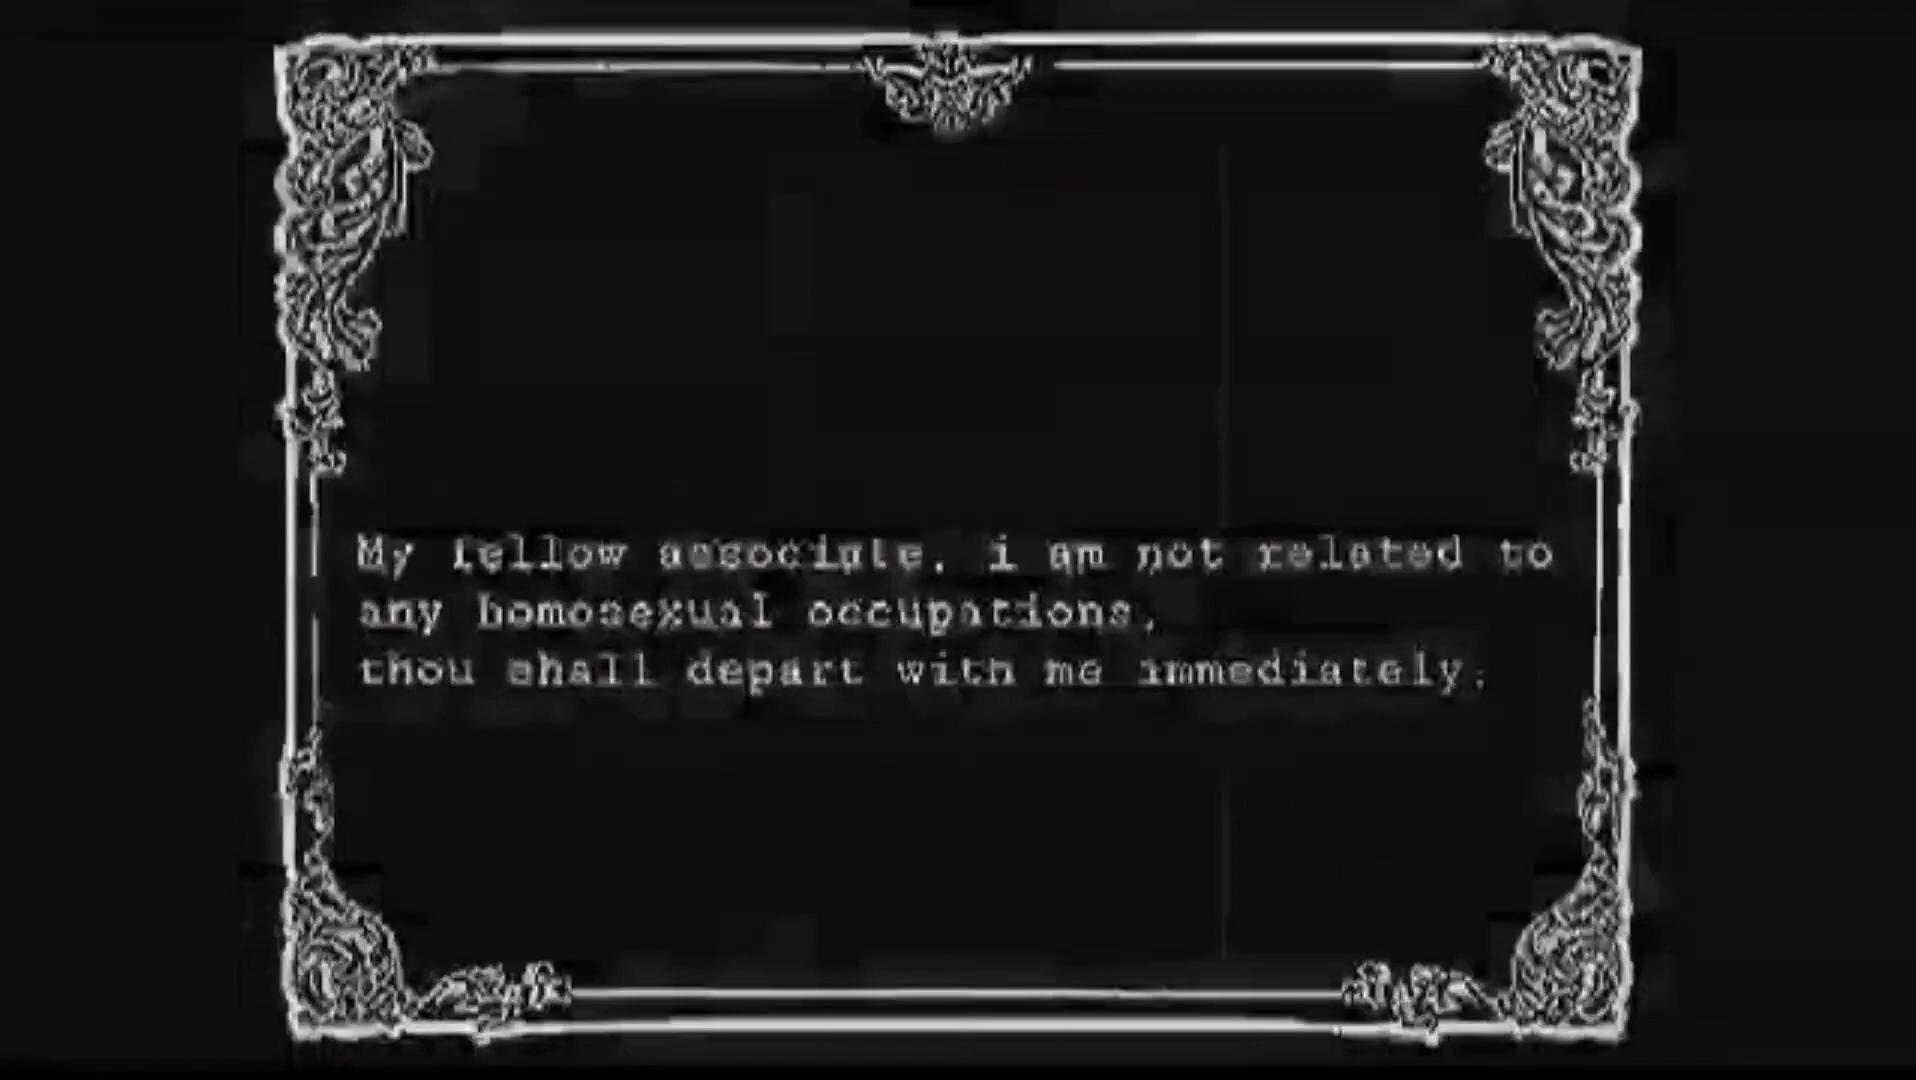 My fellow associate, i am not related to
any homosexual occupations,
thou shall depart with me immediately.